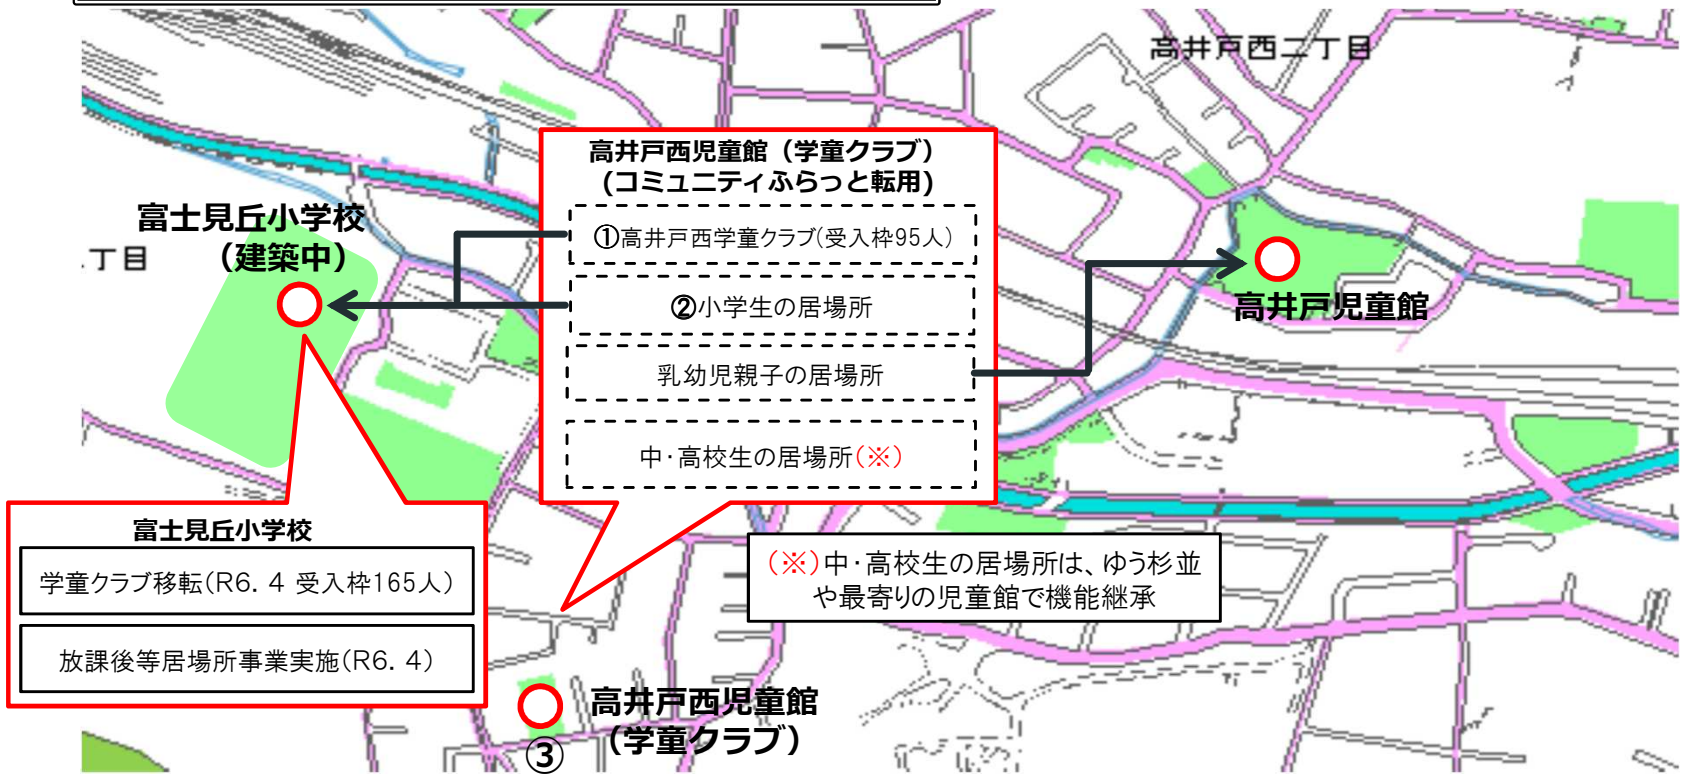 高井戸西二丁目
高井戸西児童館（学童クラブ）
(コミュニティふらっと転用)
①高井戸西学童クラブ(受入枠95人)
②小学生の居場所
乳幼児親子の居場所
中・高校生の居場所(※)
富士見丘小学校
（建築中）
丁目
高井戸児童館
富士見丘小学校
学童クラブ移転(R6.4 受入枠165人)
放課後等居場所事業実施(R6.4)
(※)中・高校生の居場所は、ゆう杉並
や最寄りの児童館で機能継承
高井戸西児童館
（学童クラブ）
③